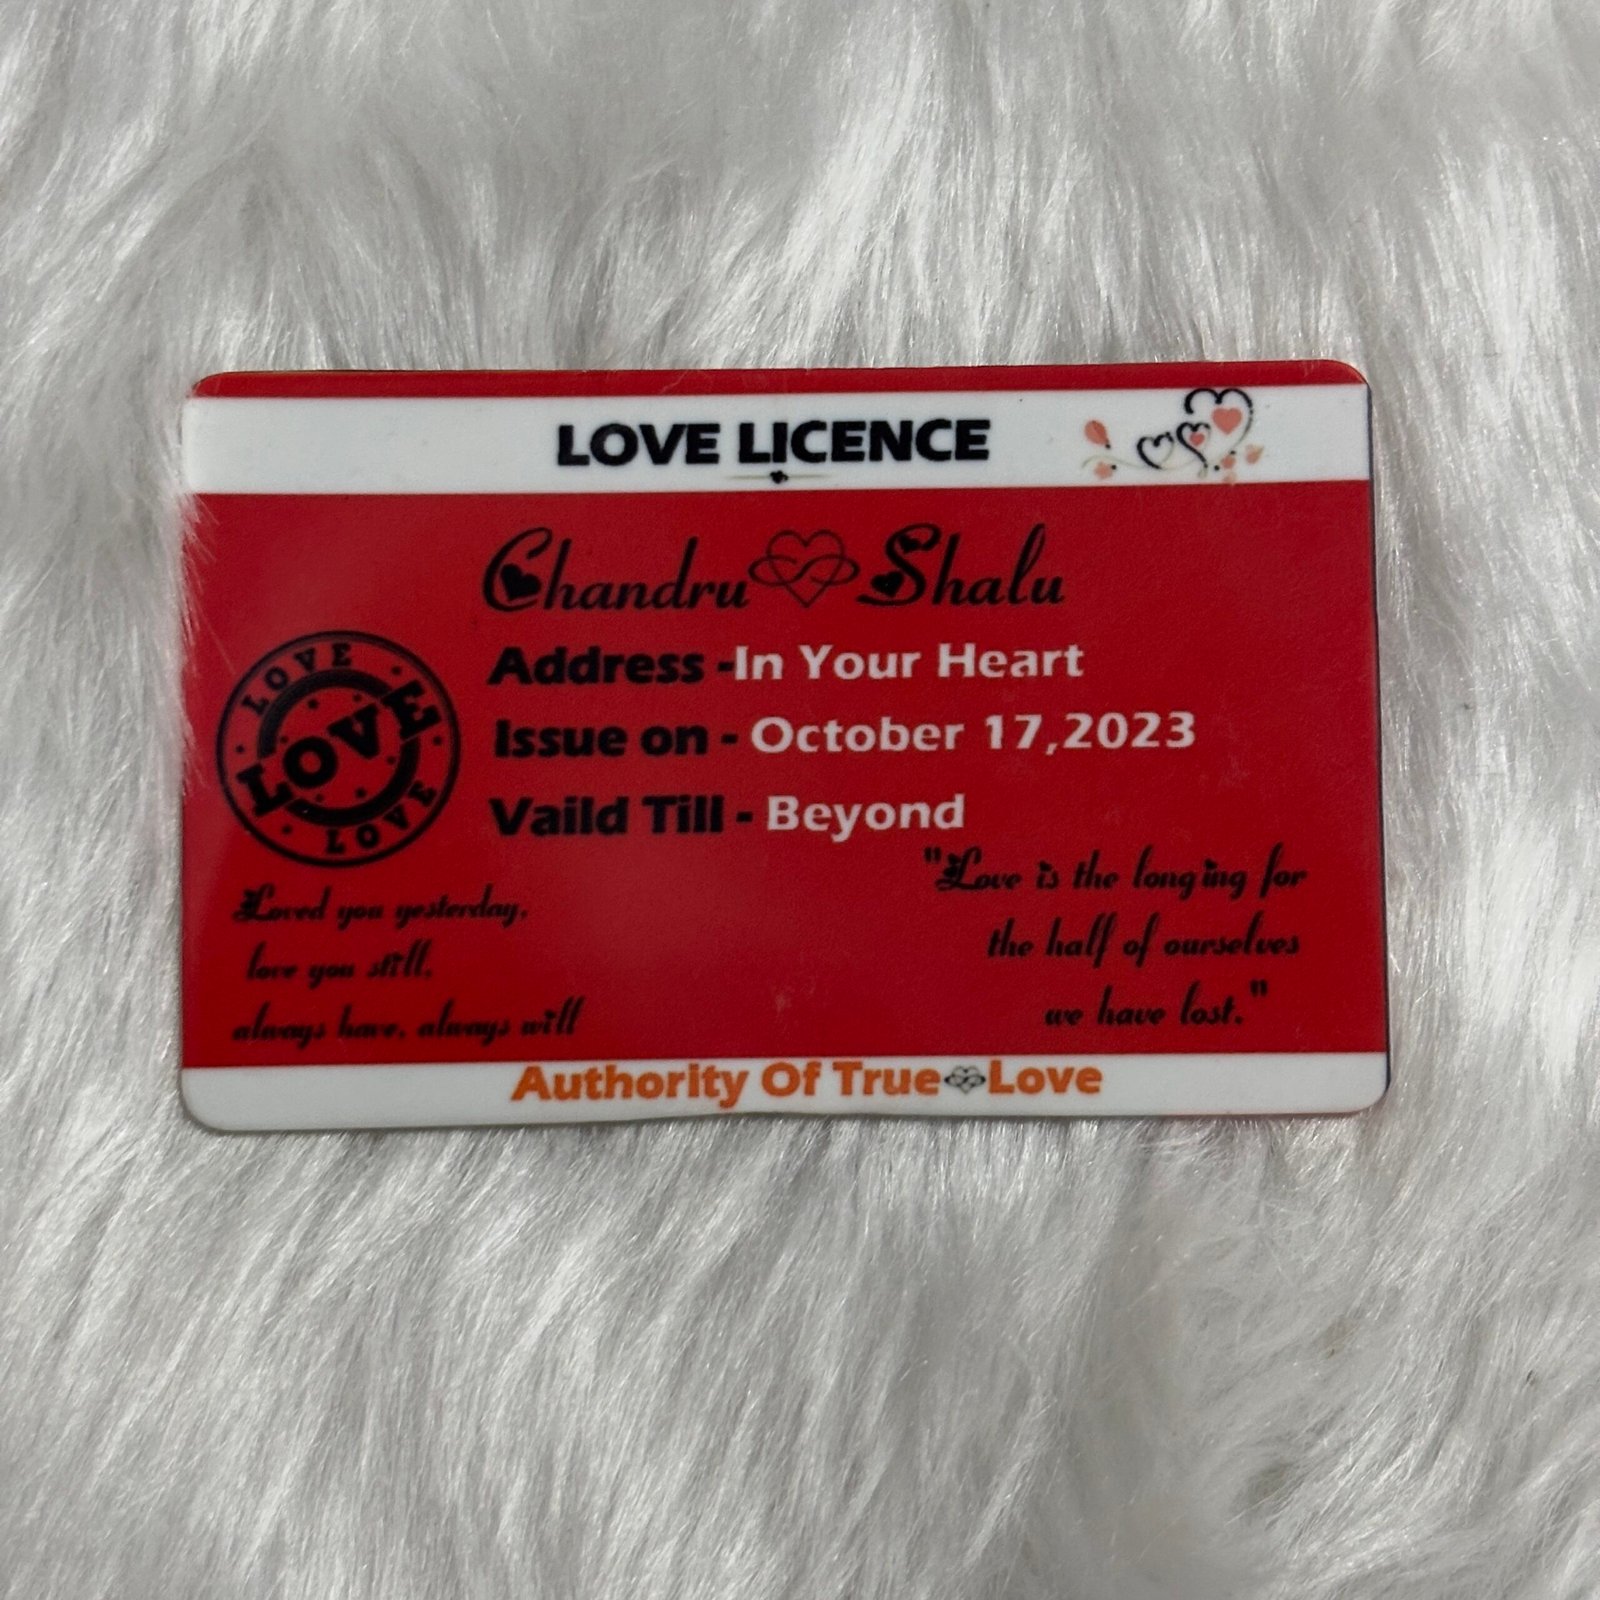 LOVE LICENCE
Chandru Shalu
Address -In Your Heart
Issue on - October 17,2023
Vaild Till - Beyond
LOVE
LOVE
LOVE
Loved you yesterday,
love you still,
always have, always will
"Love is the longing for
the half of ourselves
we have lost."
Authority Of True Love